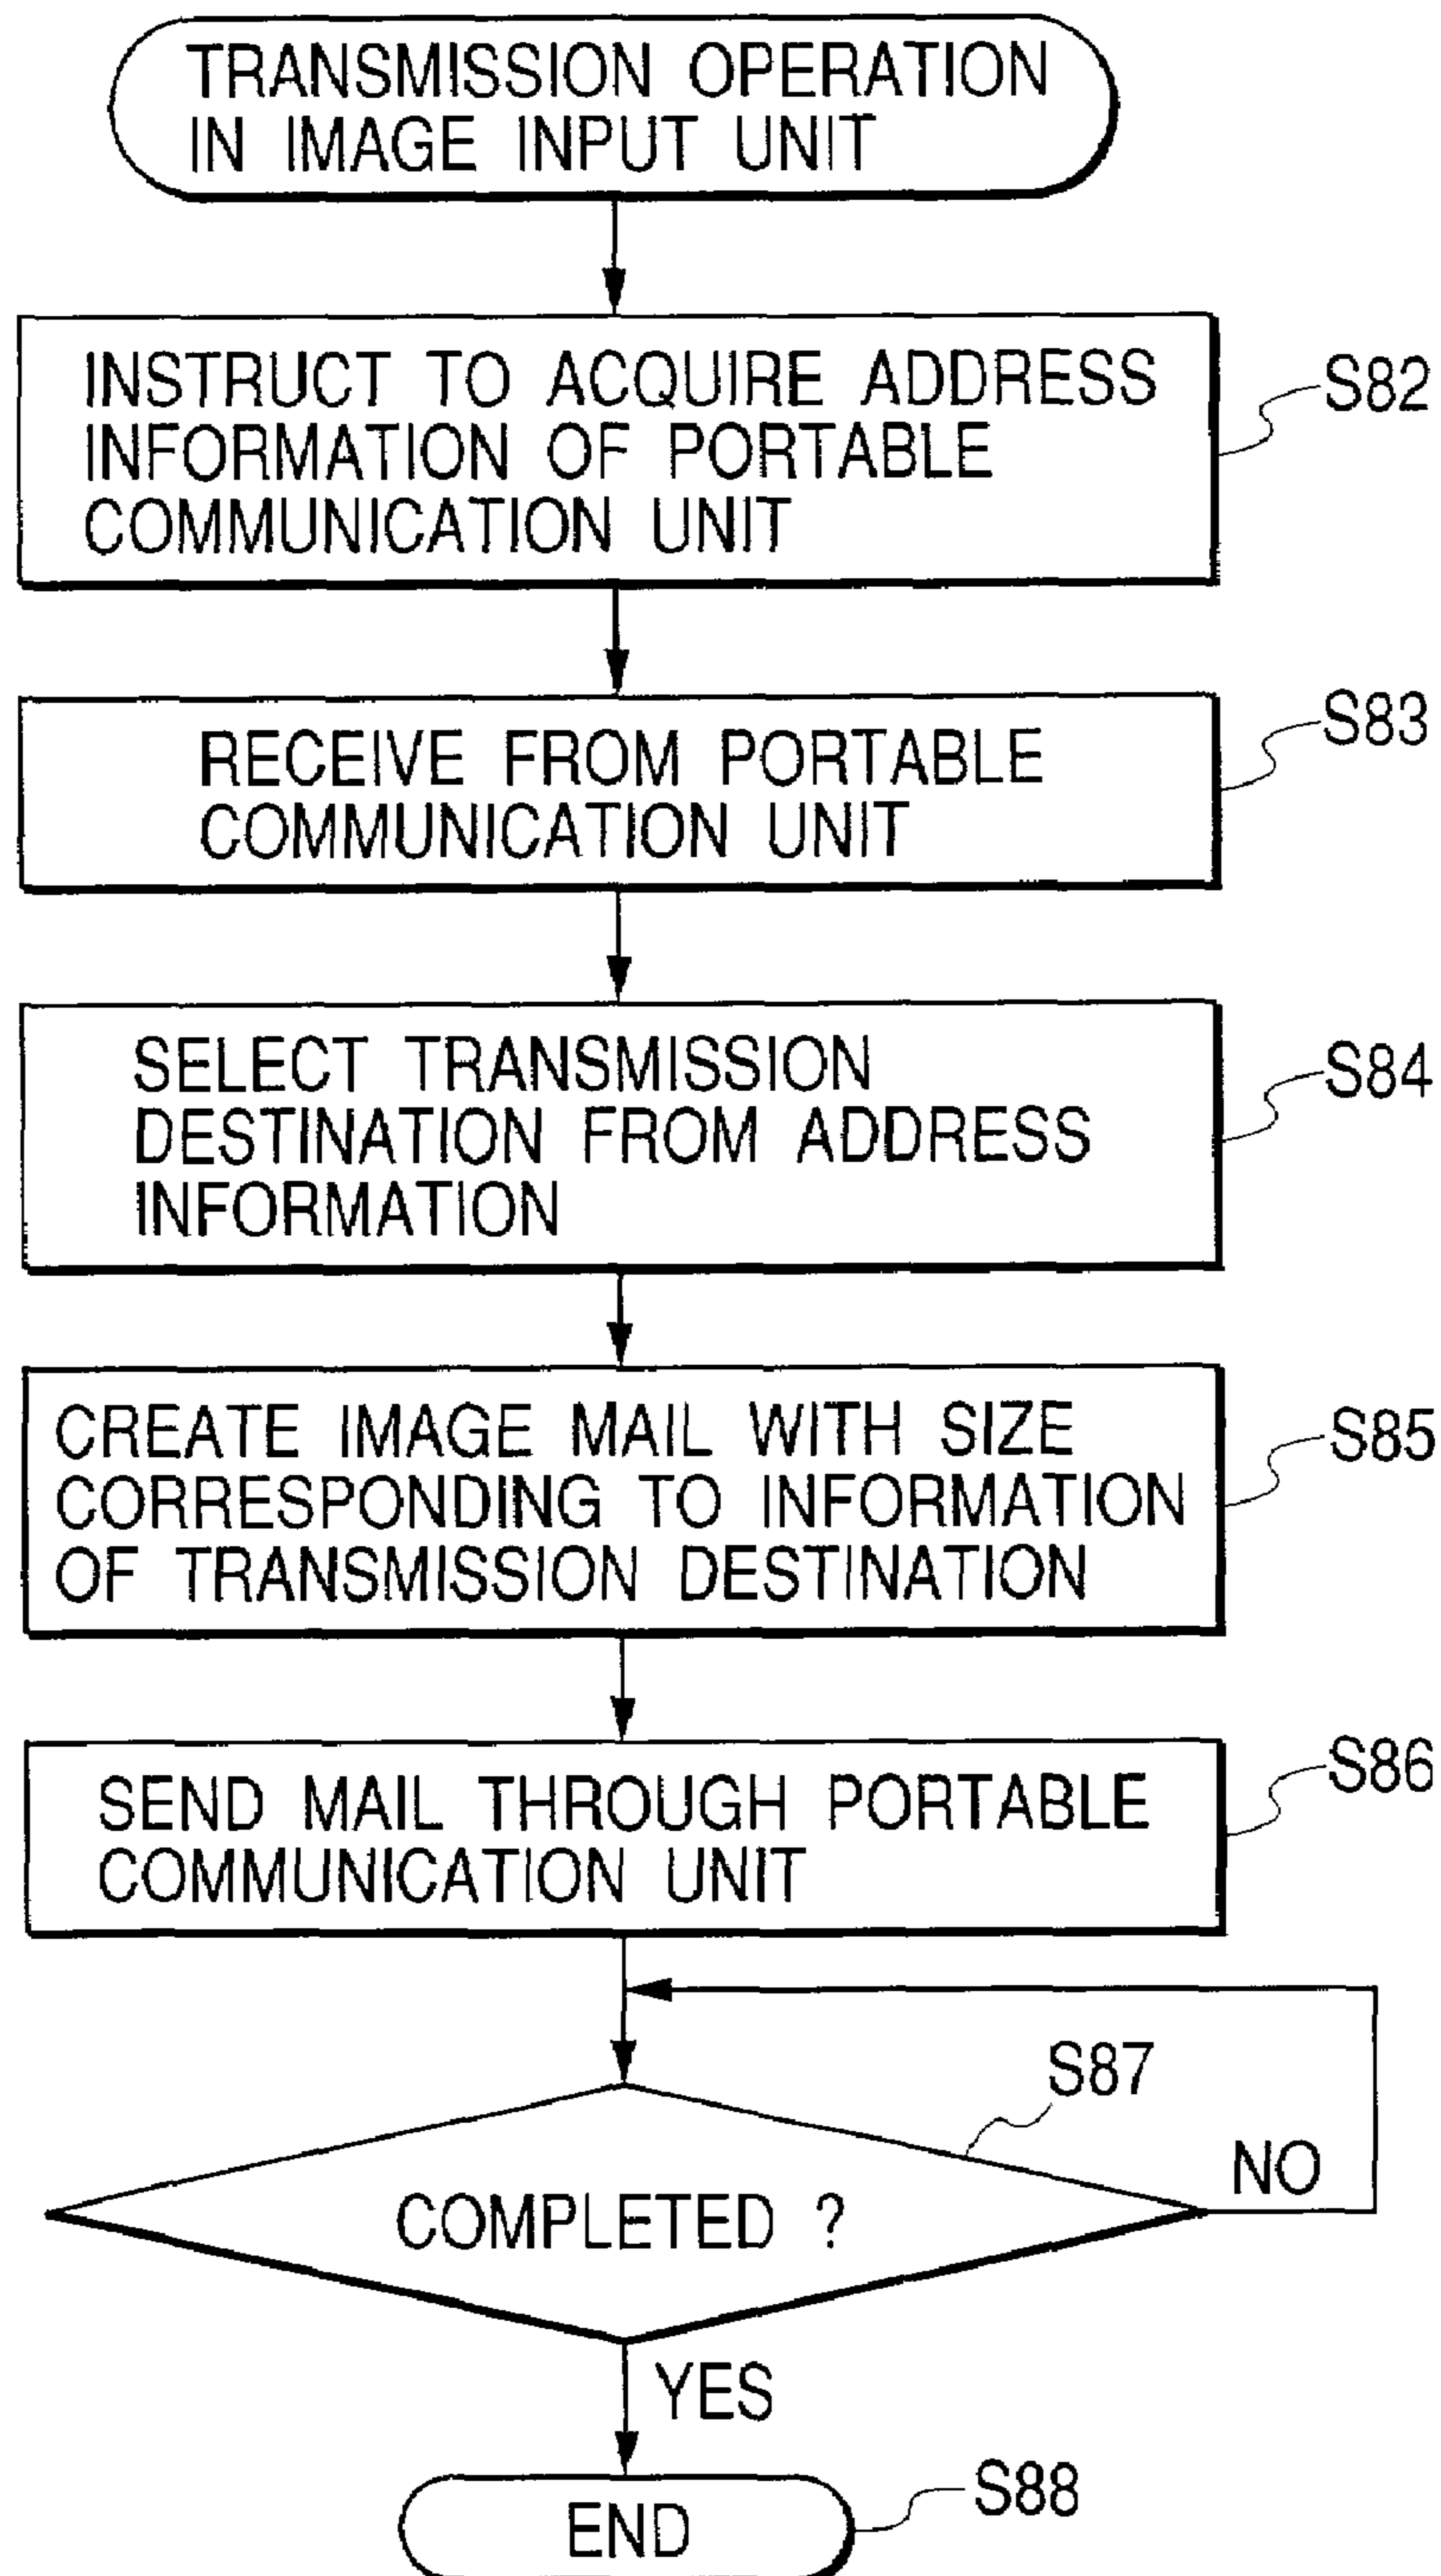 TRANSMISSION OPERATION
IN IMAGE INPUT UNIT
INSTRUCT TO ACQUIRE ADDRESS
INFORMATION OF PORTABLE
COMMUNICATION UNIT
S82
RECEIVE FROM PORTABLE
COMMUNICATION UNIT
S83
SELECT TRANSMISSION
DESTINATION FROM ADDRESS
INFORMATION
S84
CREATE IMAGE MAIL WITH SIZE
CORRESPONDING TO INFORMATION
OF TRANSMISSION DESTINATION
S85
SEND MAIL THROUGH PORTABLE
COMMUNICATION UNIT
S86
S87
NO
COMPLETED ?
YES
END
S88